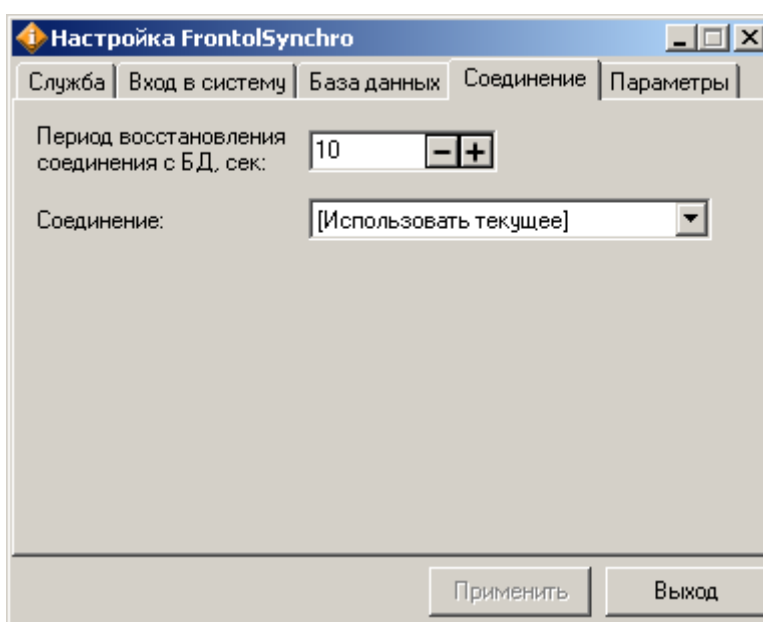 Настройка FrontolSynchro
Служба Вход в систему База данных Соединение Параметры
Период восстановления
соединения с БД, сек:
10
Соединение:
[Использовать текущее]
Применить Выход